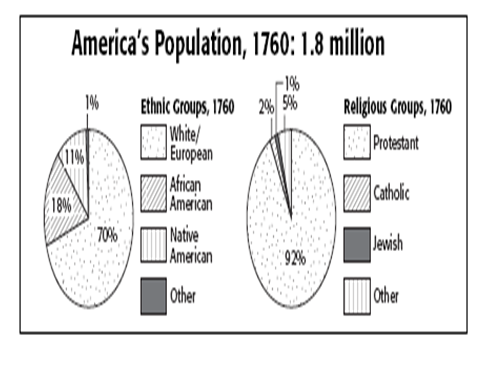 America's Population, 1760: 1.8 million
1%
11%
18%
70%
Ethnic Groups, 1760
White/
European
African
American
Native
American
Other
1%
2% 5%
92%
Religious Groups, 1760
Protestant
Catholic
Jewish
Other